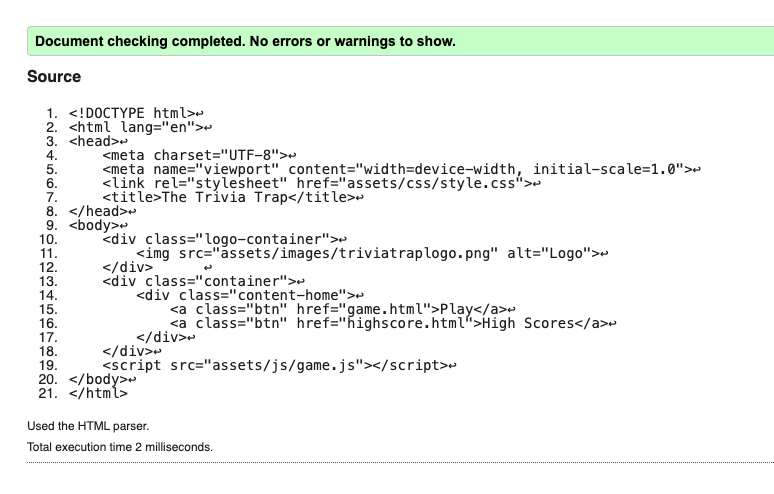 Document checking completed. No errors or warnings to show.
Source
1. <!DOCTYPE html>↩
2. <html lang="en">↩
3. <head>↩
4.     <meta charset="UTF-8">↩
5.     <meta name="viewport" content="width=device-width, initial-scale=1.0">↩
6.     <link rel="stylesheet" href="assets/css/style.css">↩
7.     <title>The Trivia Trap</title>↩
8. </head>↩
9. <body>↩
10.     <div class="logo-container">↩
11.         <img src="assets/images/triviatraplogo.png" alt="Logo">↩
12.     </div>      ↩
13.     <div class="container">↩
14.         <div class="content-home">↩
15.             <a class="btn" href="game.html">Play</a>↩
16.             <a class="btn" href="highscore.html">High Scores</a>↩
17.         </div>↩
18.     </div>↩
19.     <script src="assets/js/game.js"></script>↩
20. </body>↩
21. </html>
Used the HTML parser.
Total execution time 2 milliseconds.